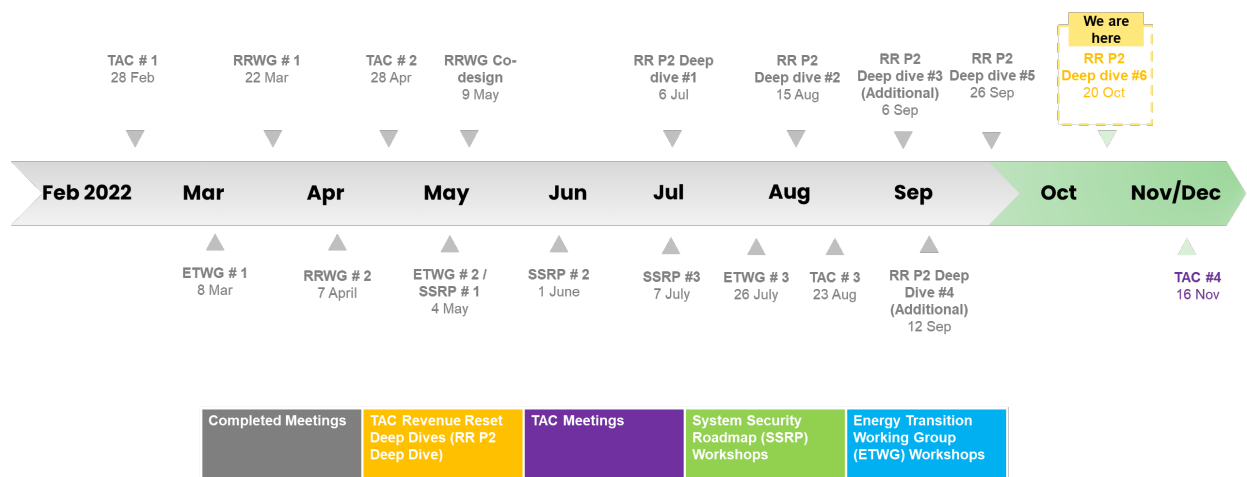 We are
here
TAC # 1
28 Feb
RRWG # 1
22 Mar
TAC # 2
28 Apr
RRWG Co-
design
9 May
RR P2 Deep
dive #1
6 Jul
RR P2
Deep dive #2
15 Aug
RR P2
Deep dive #3
(Additional)
6 Sep
RR P2
Deep dive #5
26 Sep
RR P2
Deep dive #6
20 Oct
Feb 2022
Mar
Apr
May
Jun
Jul
Aug
Sep
Oct
Nov/Dec
ETWG # 1
8 Mar
RRWG # 2
7 April
ETWG # 2 /
SSRP # 1
4 May
SSRP # 2
1 June
SSRP #3
7 July
ETWG # 3
26 July
TAC # 3
23 Aug
RR P2 Deep
Dive #4
(Additional)
12 Sep
TAC #4
16 Nov
Completed Meetings
TAC Revenue Reset
Deep Dives (RR P2
Deep Dive)
TAC Meetings
System Security
Roadmap (SSRP)
Workshops
Energy Transition
Working Group
(ETWG) Workshops